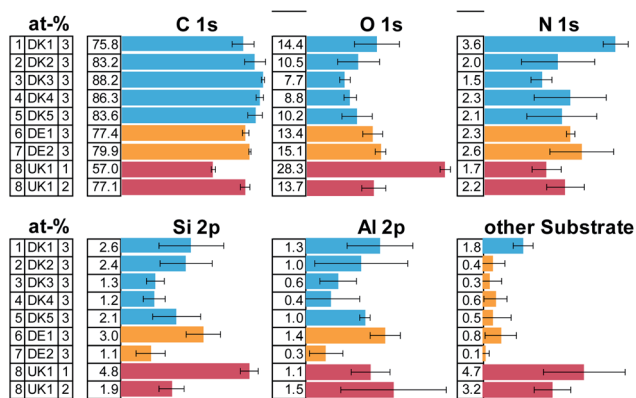 at-% C 1s O 1s N 1s
1 DK1 3 75.8 14.4 3.6
2 DK2 3 83.2 10.5 2.0
3 DK3 3 88.2 7.7 1.5
4 DK4 3 86.3 8.8 2.3
5 DK5 3 83.6 10.2 2.1
6 DE1 3 77.4 13.4 2.3
7 DE2 3 79.9 15.1 2.6
8 UK1 1 57.0 28.3 1.7
8 UK1 2 77.1 13.7 2.2
at-% Si 2p Al 2p other Substrate
1 DK1 3 2.6 1.3 1.8
2 DK2 3 2.4 1.0 0.4
3 DK3 3 1.3 0.6 0.3
4 DK4 3 1.2 0.4 0.6
5 DK5 3 2.1 1.0 0.5
6 DE1 3 3.0 1.4 0.8
7 DE2 3 1.1 0.3 0.1
8 UK1 1 4.8 1.1 4.7
8 UK1 2 1.9 1.5 3.2